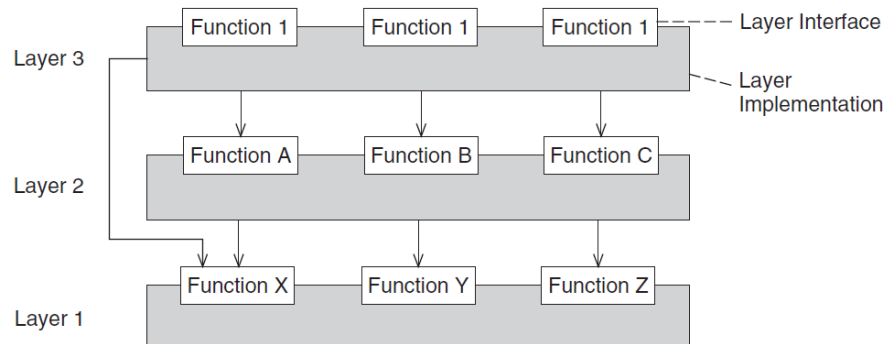 Function 1
Function 1
Function 1
Layer Interface
Layer 3
Layer
Implementation
Function A
Function B
Function C
Layer 2
Function X
Function Y
Function Z
Layer 1